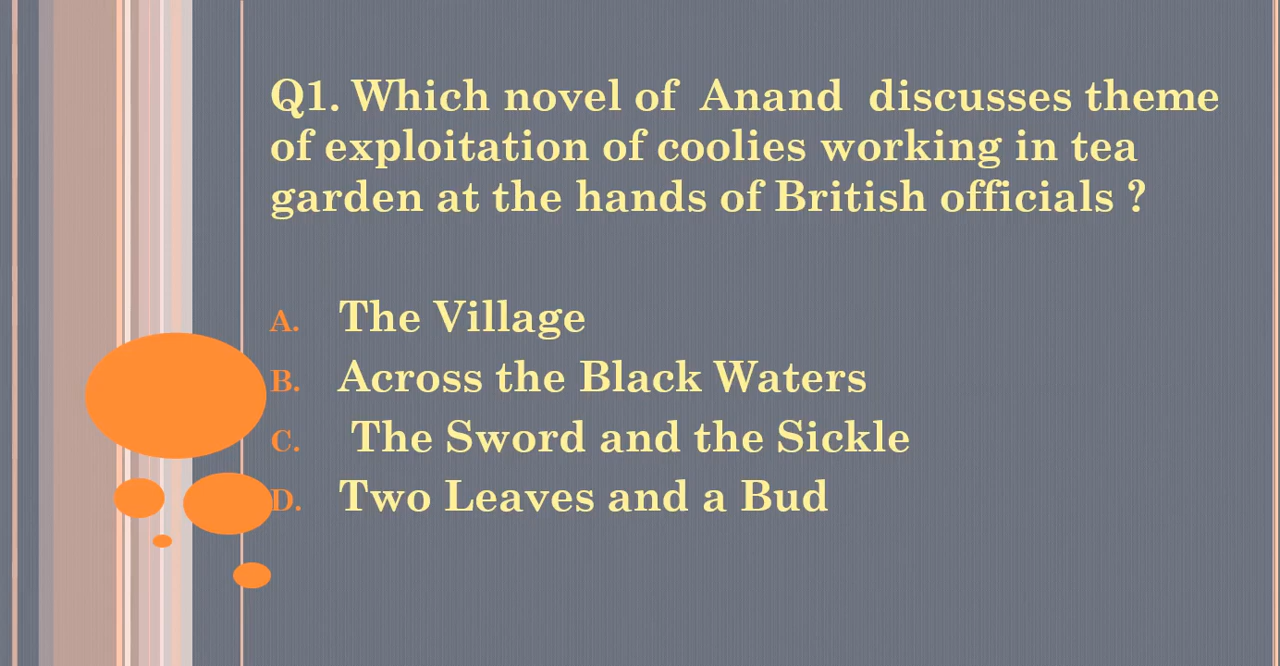 Q1. Which novel of Anand discusses theme
of exploitation of coolies working in tea
garden at the hands of British officials ?
A. The Village
B. Across the Black Waters
C. The Sword and the Sickle
D. Two Leaves and a Bud